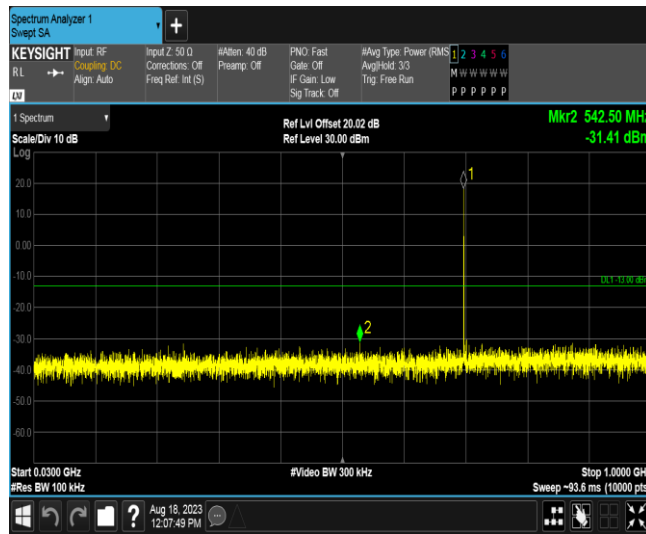 Spectrum Analyzer 1
Swept SA
+
KEYSIGHT
RL
LXI
Input: RF
Coupling: DC
Align: Auto
Input Z: 50 Ω
Corrections: Off
Freq Ref: Int (S)
#Atten: 40 dB
Preamp: Off
PNO: Fast
Gate: Off
IF Gain: Low
Sig Track: Off
#Avg Type: Power (RMS
Avg|Hold: 3/3
Trig: Free Run
1 2 3 4 5 6
M W W W W W
P P P P P P
1 Spectrum
Scale/Div 10 dB
Log
Ref Lvl Offset 20.02 dB
Ref Level 30.00 dBm
Mkr2 542.50 MHz
-31.41 dBm
20.0
10.0
0.00
-10.0
-20.0
-30.0
-40.0
-50.0
-60.0
1
DL1 -13.00 dBm
2
Start 0.0300 GHz
#Res BW 100 kHz
#Video BW 300 kHz
Stop 1.0000 GHz
Sweep ~93.6 ms (10000 pts)
?
Aug 18, 2023
12:07:49 PM